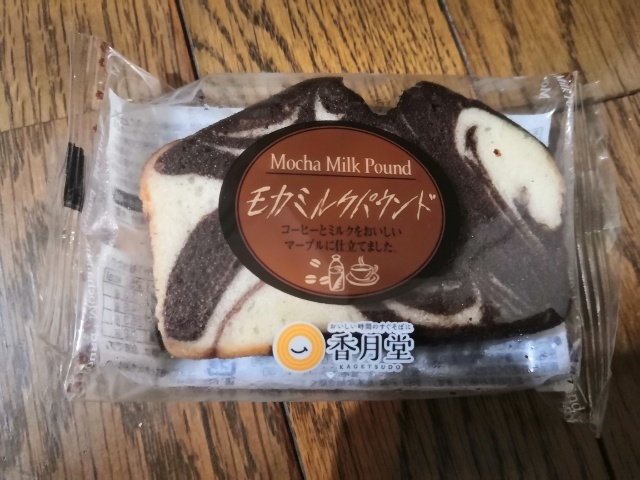 Mocha Milk Pound
モカミルクパウンド
コーヒーとミルクをおいしい
マーブルに仕立てました。
おいしい時間のすぐそばに
香月堂
KAGETSUDO